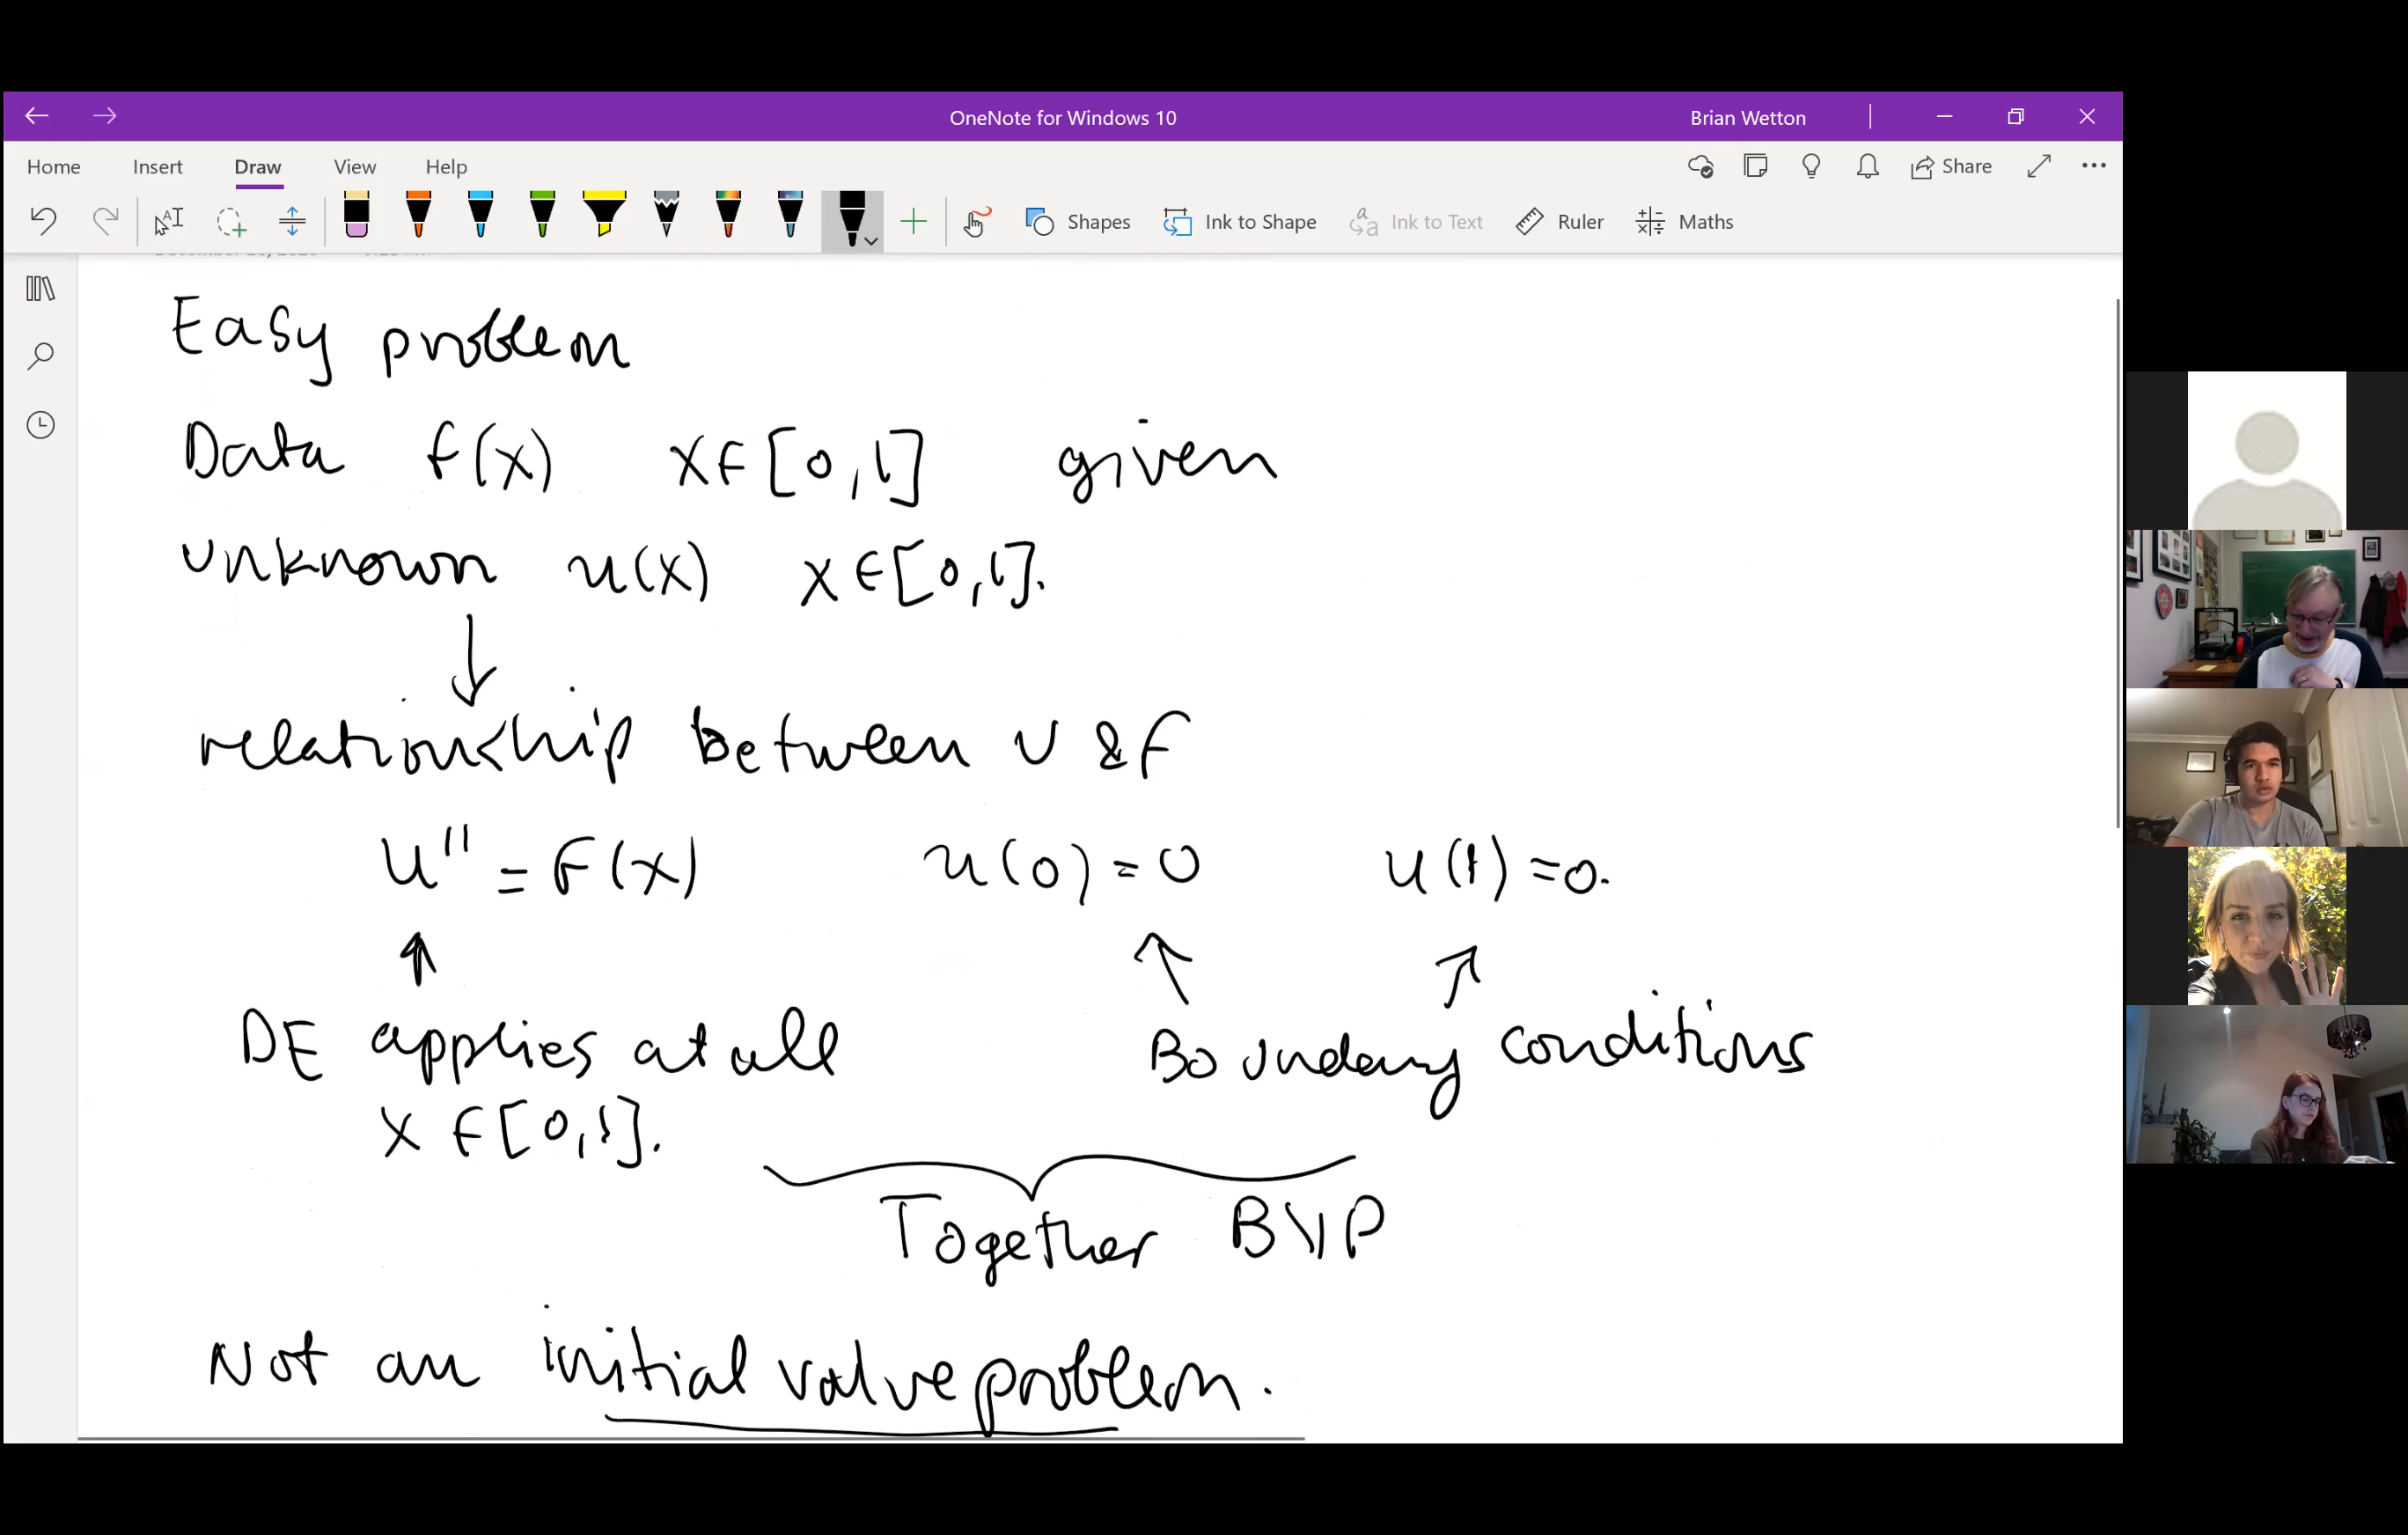 OneNote for Windows 10
Brian Wetton
Home Insert Draw View Help
Share
Shapes Ink to Shape Ink to Text Ruler Maths
Easy problem
Data f(x) x∈[0,1] given
unknown u(x) x∈[0,1].
↓
relationship between u & f
u'' = f(x) u(0)=0 u(1)=0.
↑ ↑ ↑
DE applies at all
Boundary conditions
x∈[0,1].
Together BVP
Not an initial value problem.